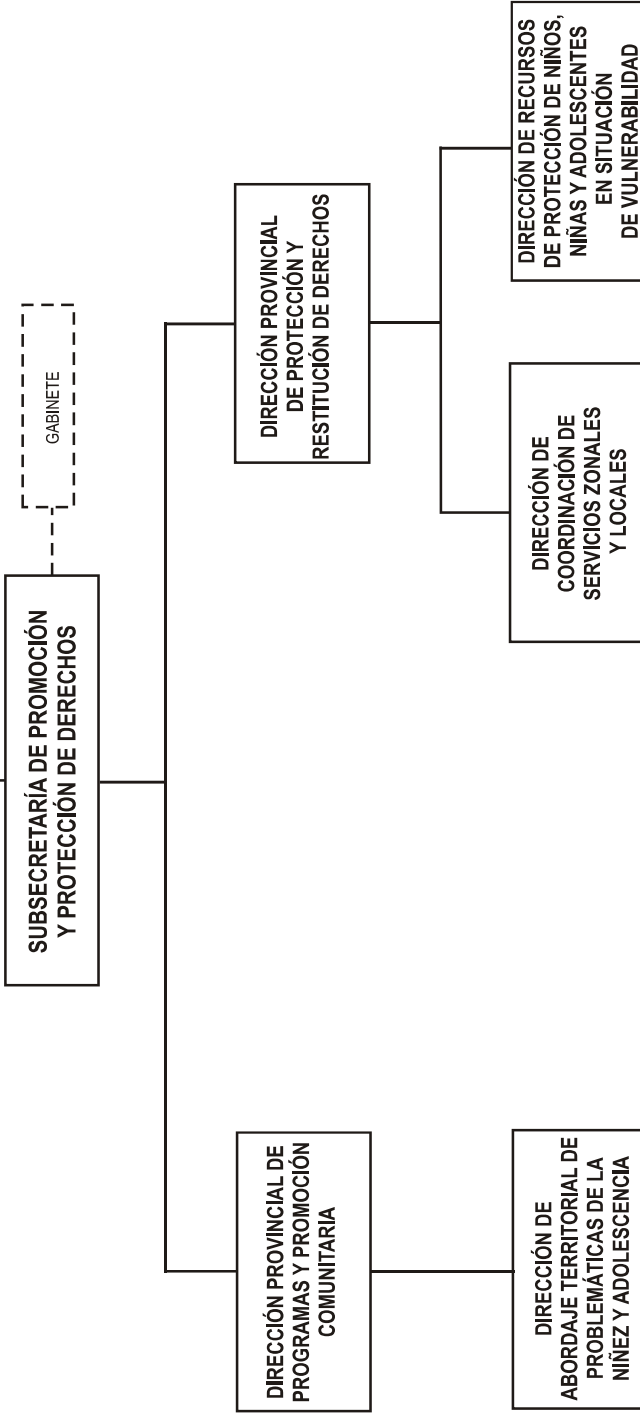 SUBSECRETARÍA DE PROMOCIÓN
Y PROTECCIÓN DE DERECHOS
GABINETE
DIRECCIÓN PROVINCIAL DE
PROGRAMAS Y PROMOCIÓN
COMUNITARIA
DIRECCIÓN PROVINCIAL
DE PROTECCIÓN Y
RESTITUCIÓN DE DERECHOS
DIRECCIÓN DE
ABORDAJE TERRITORIAL DE
PROBLEMÁTICAS DE LA
NIÑEZ Y ADOLESCENCIA
DIRECCIÓN DE
COORDINACIÓN DE
SERVICIOS ZONALES
Y LOCALES
DIRECCIÓN DE RECURSOS
DE PROTECCIÓN DE NIÑOS,
NIÑAS Y ADOLESCENTES
EN SITUACIÓN
DE VULNERABILIDAD